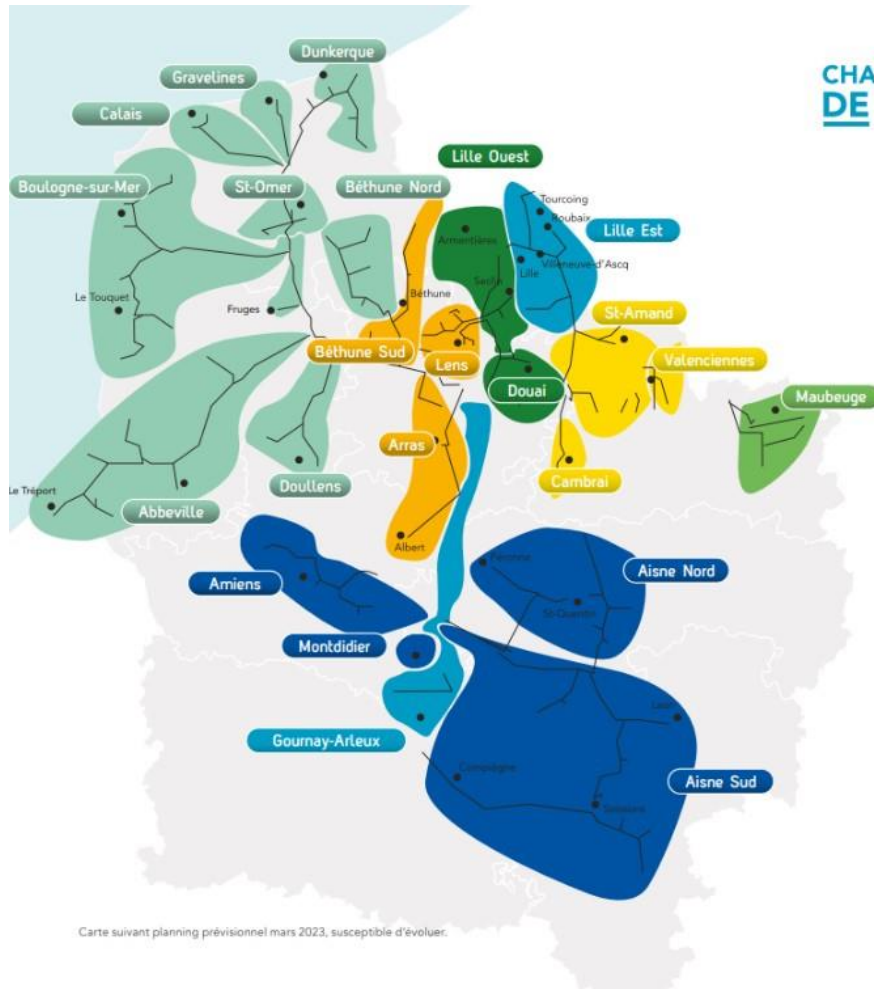 Dunkerque
Gravelines
CHA
DE
Calais
Lille Ouest
Boulogne-sur-Mer
St-Omer
Béthune Nord
Tourcoing
Roubaix
Lille Est
Armentières
Villeneuve-d'Ascq
Lille
Seclin
Le Touquet
Béthune
Fruges
St-Amand
Béthune Sud
Lens
Valenciennes
Douai
Maubeuge
Arras
Cambrai
Doullens
Le Tréport
Abbeville
Albert
Péronne
Aisne Nord
Amiens
St-Quentin
Montdidier
Laon
Gournay-Arleux
Compiègne
Aisne Sud
Soissons
Carte suivant planning prévisionnel mars 2023, susceptible d'évoluer.